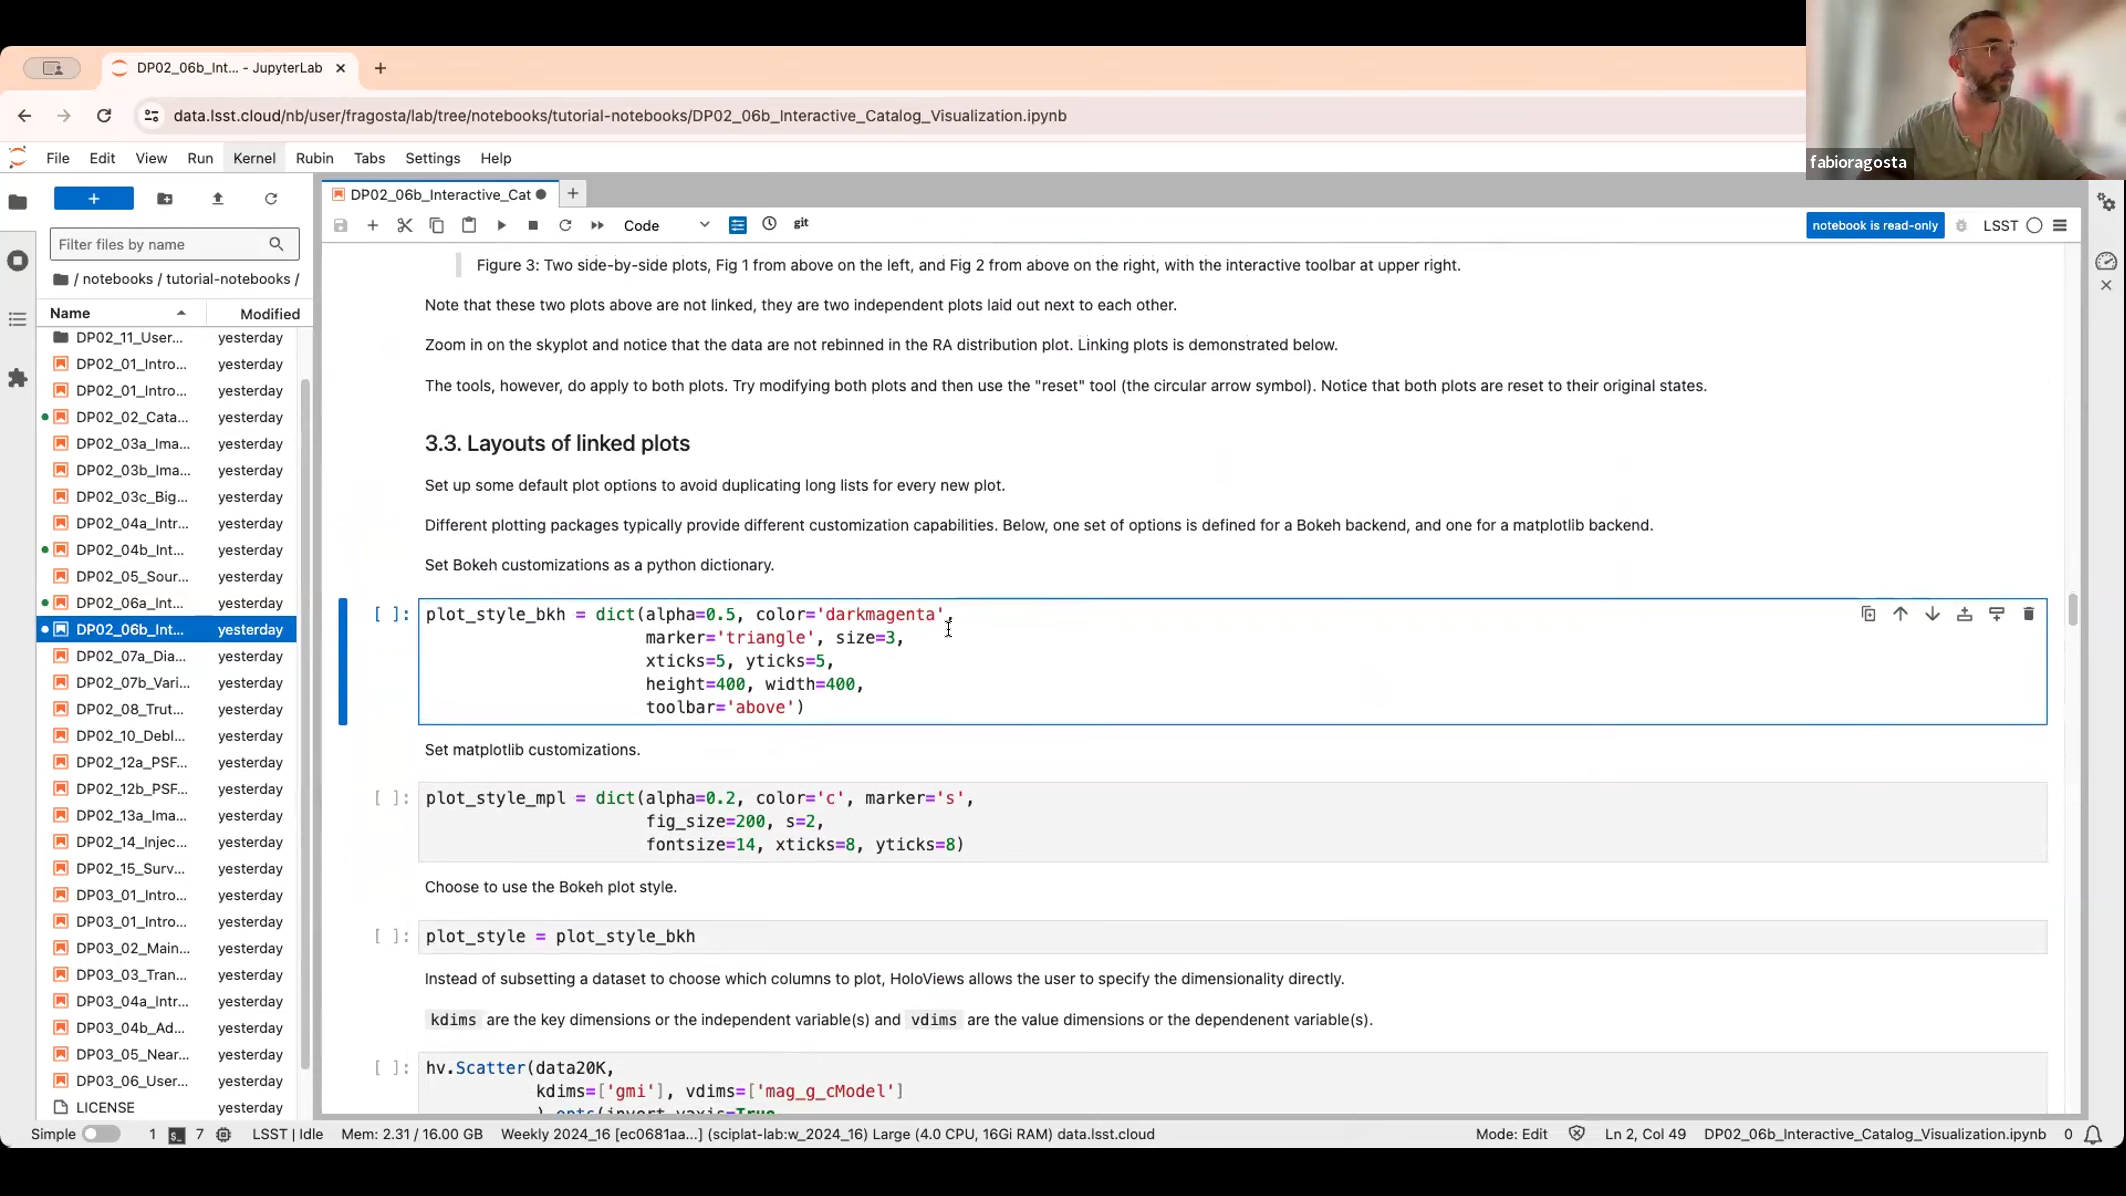 DP02_06b_Int... - JupyterLab
data.lsst.cloud/nb/user/fragosta/lab/tree/notebooks/tutorial-notebooks/DP02_06b_Interactive_Catalog_Visualization.ipynb
fabioragosta
File Edit View Run Kernel Rubin Tabs Settings Help
DP02_06b_Interactive_Cat
Code
git
notebook is read-only
LSST
Filter files by name
/ notebooks / tutorial-notebooks /
Name Modified
DP02_11_User... yesterday
DP02_01_Intro... yesterday
DP02_01_Intro... yesterday
DP02_02_Cata... yesterday
DP02_03a_Ima... yesterday
DP02_03b_Ima... yesterday
DP02_03c_Big... yesterday
DP02_04a_Intr... yesterday
DP02_04b_Int... yesterday
DP02_05_Sour... yesterday
DP02_06a_Int... yesterday
DP02_06b_Int... yesterday
DP02_07a_Dia... yesterday
DP02_07b_Vari... yesterday
DP02_08_Trut... yesterday
DP02_10_Debl... yesterday
DP02_12a_PSF... yesterday
DP02_12b_PSF... yesterday
DP02_13a_Ima... yesterday
DP02_14_Injec... yesterday
DP02_15_Surv... yesterday
DP03_01_Intro... yesterday
DP03_01_Intro... yesterday
DP03_02_Main... yesterday
DP03_03_Tran... yesterday
DP03_04a_Intr... yesterday
DP03_04b_Ad... yesterday
DP03_05_Near... yesterday
DP03_06_User... yesterday
LICENSE yesterday
Figure 3: Two side-by-side plots, Fig 1 from above on the left, and Fig 2 from above on the right, with the interactive toolbar at upper right.
Note that these two plots above are not linked, they are two independent plots laid out next to each other.
Zoom in on the skyplot and notice that the data are not rebinned in the RA distribution plot. Linking plots is demonstrated below.
The tools, however, do apply to both plots. Try modifying both plots and then use the "reset" tool (the circular arrow symbol). Notice that both plots are reset to their original states.
3.3. Layouts of linked plots
Set up some default plot options to avoid duplicating long lists for every new plot.
Different plotting packages typically provide different customization capabilities. Below, one set of options is defined for a Bokeh backend, and one for a matplotlib backend.
Set Bokeh customizations as a python dictionary.
[ ]: plot_style_bkh = dict(alpha=0.5, color='darkmagenta',
marker='triangle', size=3,
xticks=5, yticks=5,
height=400, width=400,
toolbar='above')
Set matplotlib customizations.
[ ]: plot_style_mpl = dict(alpha=0.2, color='c', marker='s',
fig_size=200, s=2,
fontsize=14, xticks=8, yticks=8)
Choose to use the Bokeh plot style.
[ ]: plot_style = plot_style_bkh
Instead of subsetting a dataset to choose which columns to plot, HoloViews allows the user to specify the dimensionality directly.
kdims are the key dimensions or the independent variable(s) and vdims are the value dimensions or the dependenent variable(s).
[ ]: hv.Scatter(data20K,
kdims=['gmi'], vdims=['mag_g_cModel']
).opts(invert_yaxis=True,
Simple 1 7 LSST | Idle Mem: 2.31 / 16.00 GB Weekly 2024_16 [ec0681aa...] (sciplat-lab:w_2024_16) Large (4.0 CPU, 16Gi RAM) data.lsst.cloud Mode: Edit Ln 2, Col 49 DP02_06b_Interactive_Catalog_Visualization.ipynb 0